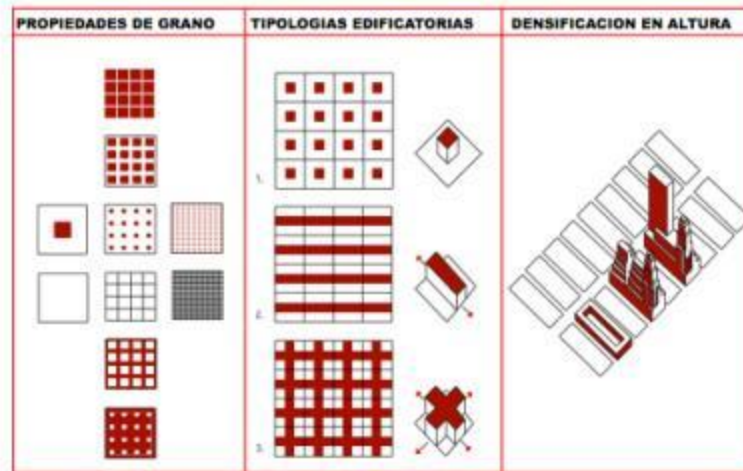 PROPIEDADES DE GRANO
TIPOLOGIAS EDIFICATORIAS
DENSIFICACION EN ALTURA
1.
2.
3.